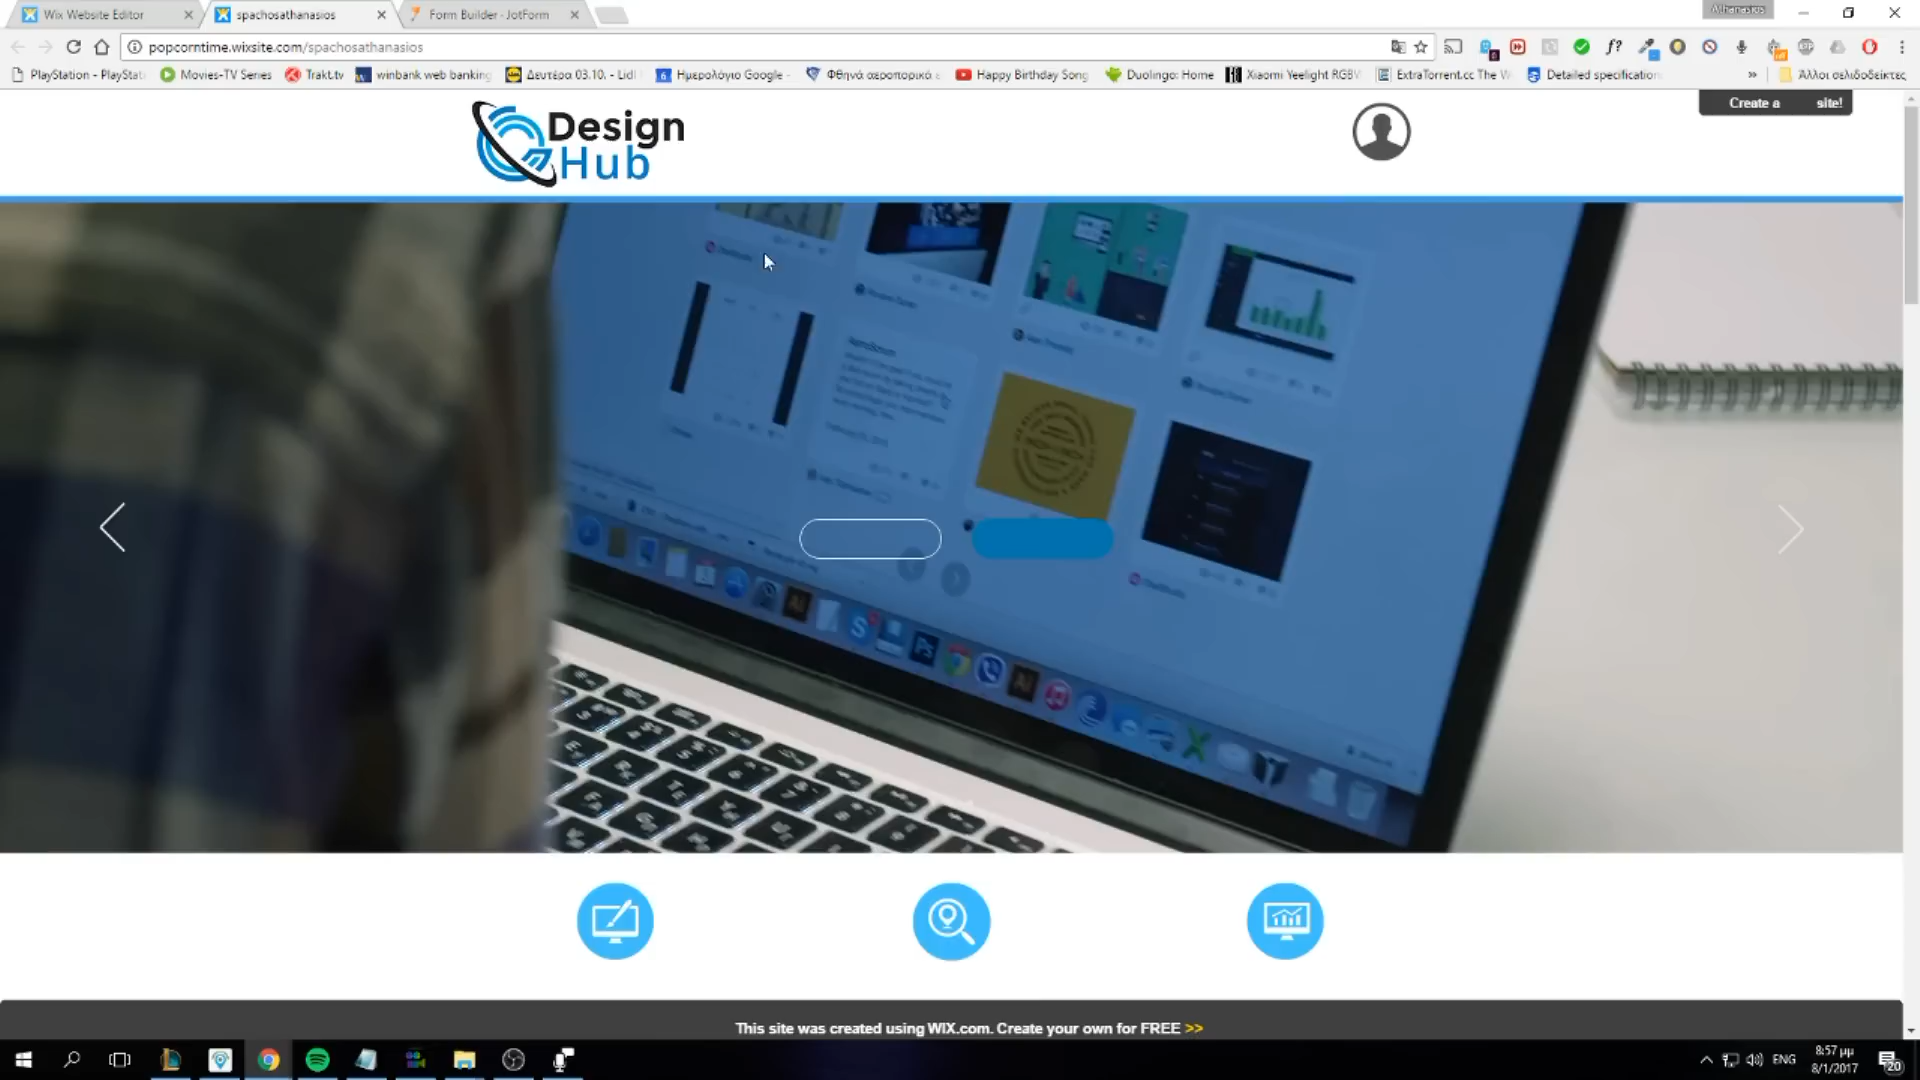 Wix Website Editor
spachosathanasios
Form Builder - JotForm
Athanasios
popcorntime.wixsite.com/spachosathanasios
PlayStation - PlaySta
Movies-TV Series
Trakt.tv
winbank web banking
Δευτέρα 03.10. - Lidl
Ημερολόγιο Google -
Φθηνά αεροπορικά ε
Happy Birthday Song
Duolingo: Home
Xiaomi Yeelight RGBW
ExtraTorrent.cc The W
Detailed specification
»
Άλλοι σελιδοδείκτες
Design
Hub
Create a site!
This site was created using WIX.com. Create your own for FREE >>
ENG
8:57 μμ
8/1/2017
20